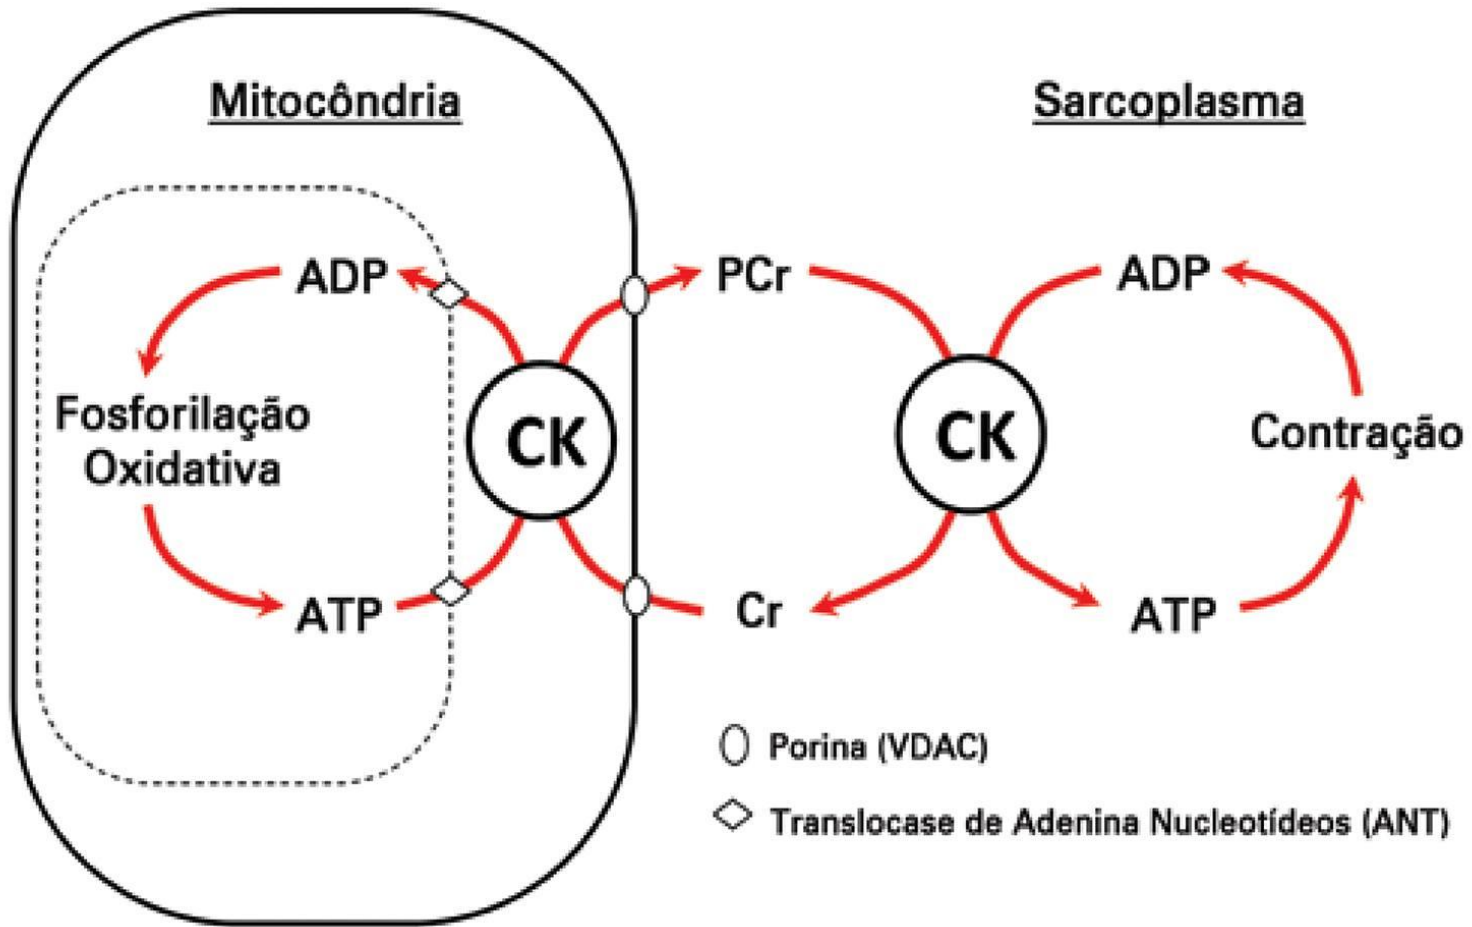 Mitocôndria
Sarcoplasma
ADP
PCr
ADP
Fosforilação
Oxidativa
CK
CK
Contração
ATP
Cr
ATP
Porina (VDAC)
Translocase de Adenina Nucleotídeos (ANT)